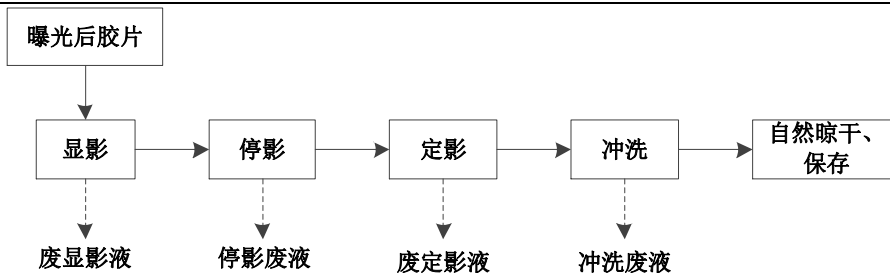 曝光后胶片
显影
停影
定影
冲洗
自然晾干、
保存
废显影液
停影废液
废定影液
冲洗废液